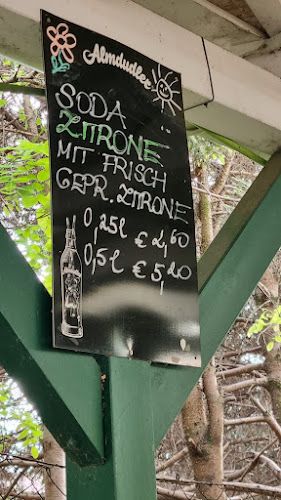 Almdudler
SODA
ZITRONE
MIT FRISCH
GEPR. ZITRONE
0,25l € 2,60
0,5l € 5,20